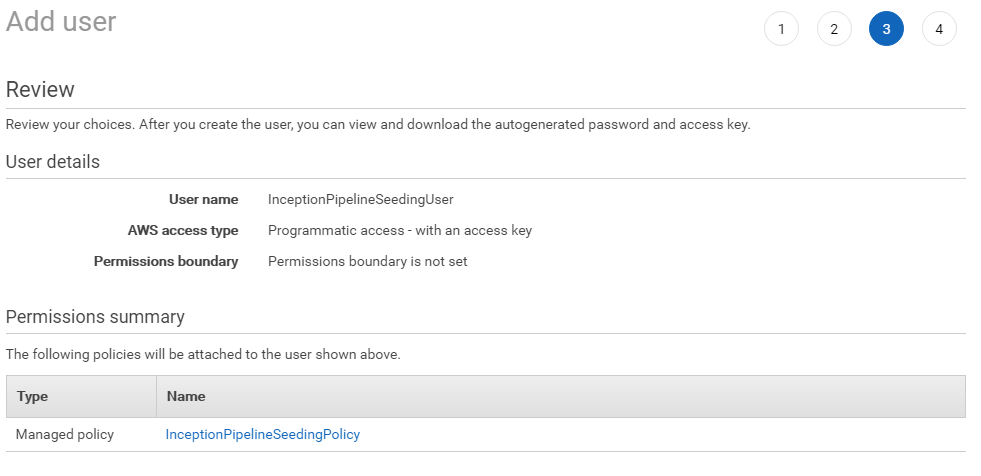 Add user
1 2 3 4
Review
Review your choices. After you create the user, you can view and download the autogenerated password and access key.
User details
User name InceptionPipelineSeedingUser
AWS access type Programmatic access - with an access key
Permissions boundary Permissions boundary is not set
Permissions summary
The following policies will be attached to the user shown above.
Type Name
Managed policy InceptionPipelineSeedingPolicy